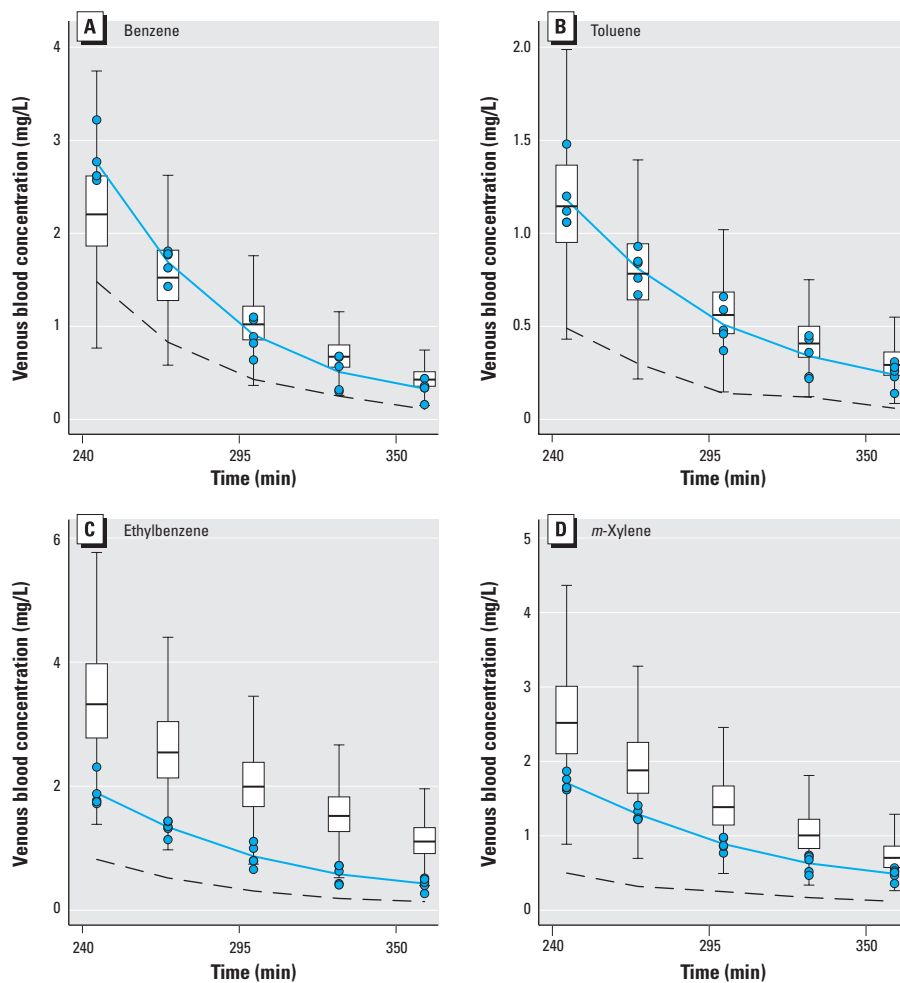 A Benzene
Venous blood concentration (mg/L)
4
3
2
1
0
240 295 350
Time (min)
B Toluene
Venous blood concentration (mg/L)
2.0
1.5
1.0
0.5
0
240 295 350
Time (min)
C Ethylbenzene
Venous blood concentration (mg/L)
6
4
2
0
240 295 350
Time (min)
D m-Xylene
Venous blood concentration (mg/L)
5
4
3
2
1
0
240 295 350
Time (min)